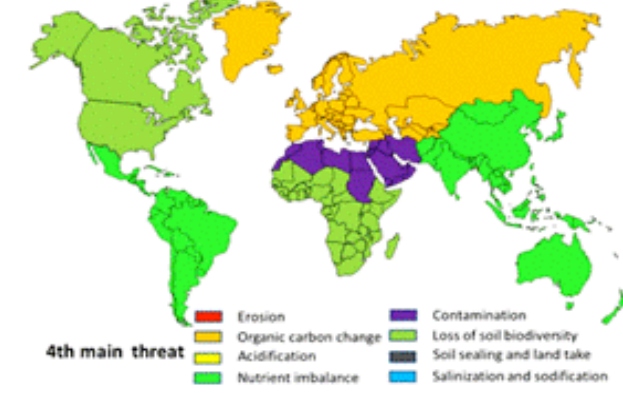 Erosion Contamination
Organic carbon change Loss of soil biodiversity
4th main threat Acidification Soil sealing and land take
Nutrient imbalance Salinization and sodification